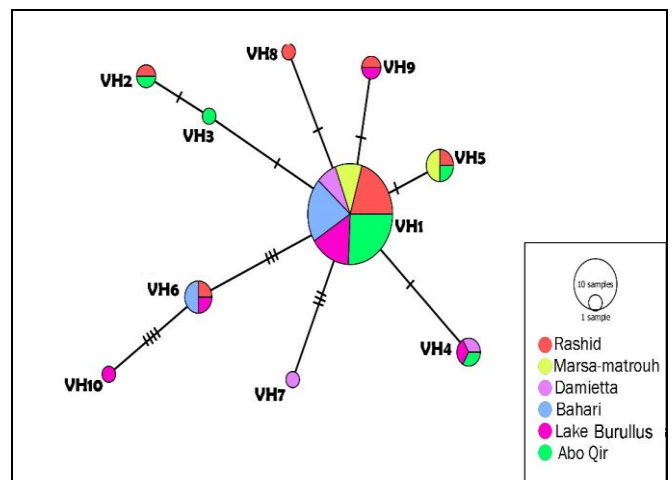 VH8
VH9
VH2
VH3
VH5
VH1
VH6
VH4
VH10
VH7
10 samples
1 sample
Rashid
Marsa-matrouh
Damietta
Bahari
Lake Burullus
Abo Qir